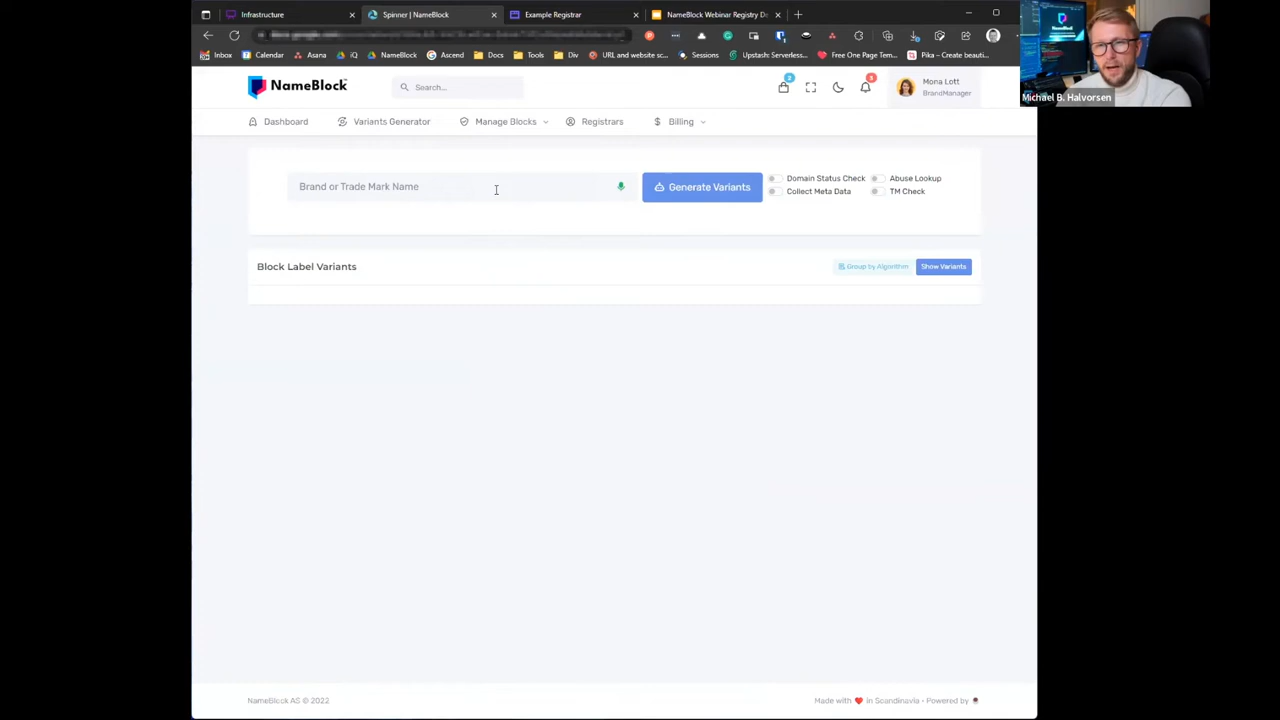 Infrastructure
Spinner | NameBlock
Example Registrar
NameBlock Webinar Registry De
Inbox
Calendar
Asana
NameBlock
Ascend
Docs
Tools
Div
URL and website sc...
Sessions
Upstash: Serverless...
Free One Page Tem...
Pika – Create beauti...
NameBlock
Michael B. Halvorsen
NameBlock
Search...
2
3
Mona Lott
BrandManager
Dashboard
Variants Generator
Manage Blocks
Registrars
Billing
Brand or Trade Mark Name
Generate Variants
Domain Status Check
Abuse Lookup
Collect Meta Data
TM Check
Block Label Variants
Group by Algorithm
Show Variants
NameBlock AS © 2022
Made with ❤ in Scandinavia - Powered by